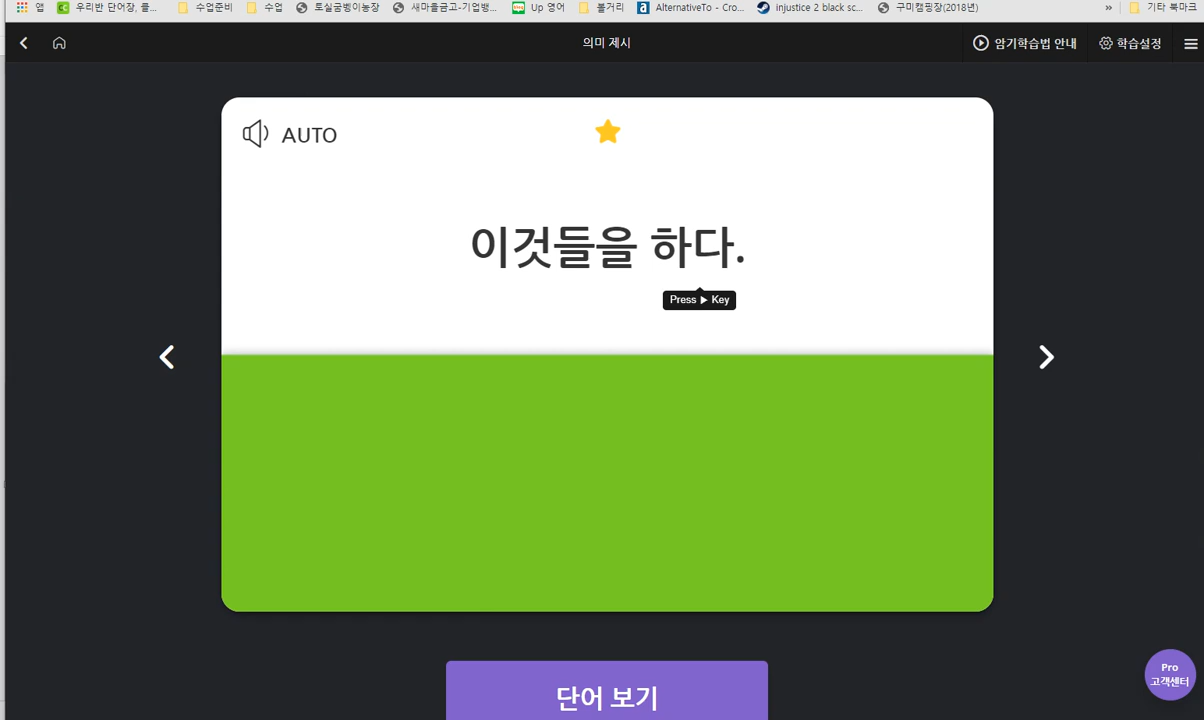 앱 우리반 단어장, 클... 수업준비 수업 토실굼벵이농장 새마을금고-기업뱅... Up 영어 볼거리 AlternativeTo - Cro... injustice 2 black sc... 구미캠핑장(2018년) » 기타 북마크
의미 제시 암기학습법 안내 학습설정
AUTO
이것들을 하다.
Press ▶ Key
Pro
고객센터
단어 보기